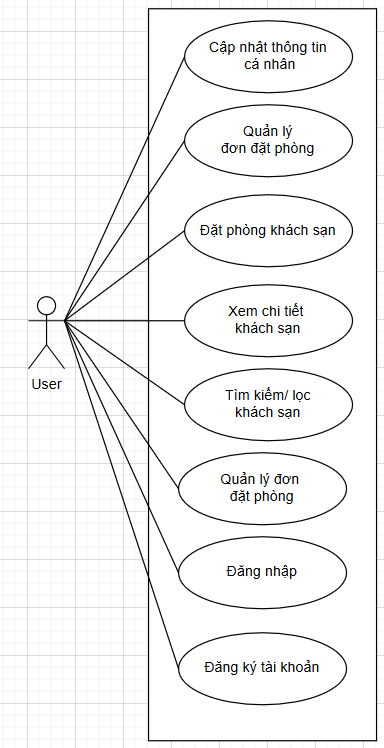 Cập nhật thông tin
cá nhân
Quản lý
đơn đặt phòng
Đặt phòng khách sạn
Xem chi tiết
khách sạn
User
Tìm kiếm/ lọc
khách sạn
Quản lý đơn
đặt phòng
Đăng nhập
Đăng ký tài khoản